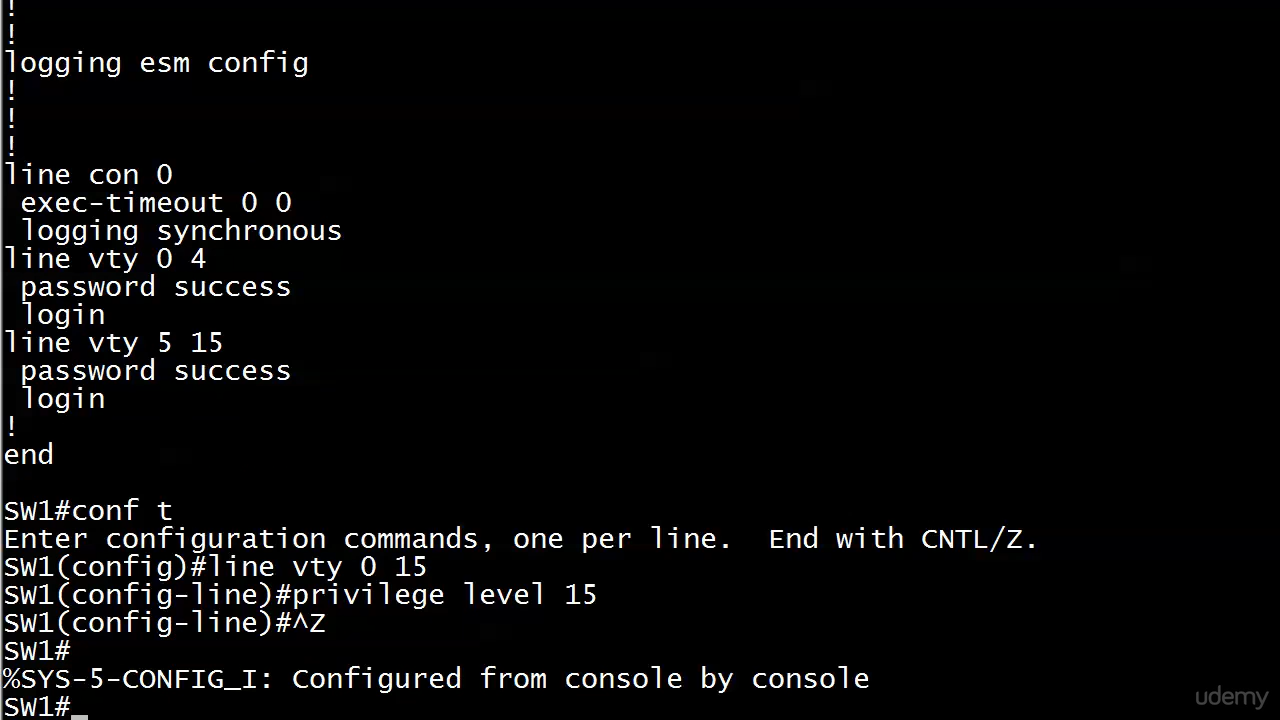 !
!
logging esm config
!
!
!
line con 0
 exec-timeout 0 0
 logging synchronous
line vty 0 4
 password success
 login
line vty 5 15
 password success
 login
!
end

SW1#conf t
Enter configuration commands, one per line.  End with CNTL/Z.
SW1(config)#line vty 0 15
SW1(config-line)#privilege level 15
SW1(config-line)#^Z
SW1#
%SYS-5-CONFIG_I: Configured from console by console
SW1#
udemy